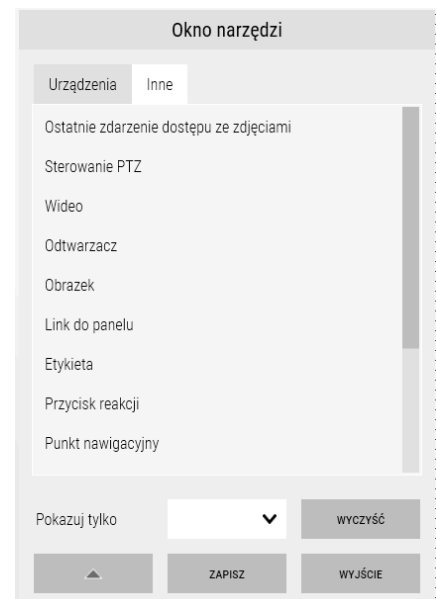 Okno narzędzi
Urządzenia Inne
Ostatnie zdarzenie dostępu ze zdjęciami
Sterowanie PTZ
Wideo
Odtwarzacz
Obrazek
Link do panelu
Etykieta
Przycisk reakcji
Punkt nawigacyjny
Pokazuj tylko WYCZYŚĆ
ZAPISZ WYJŚCIE